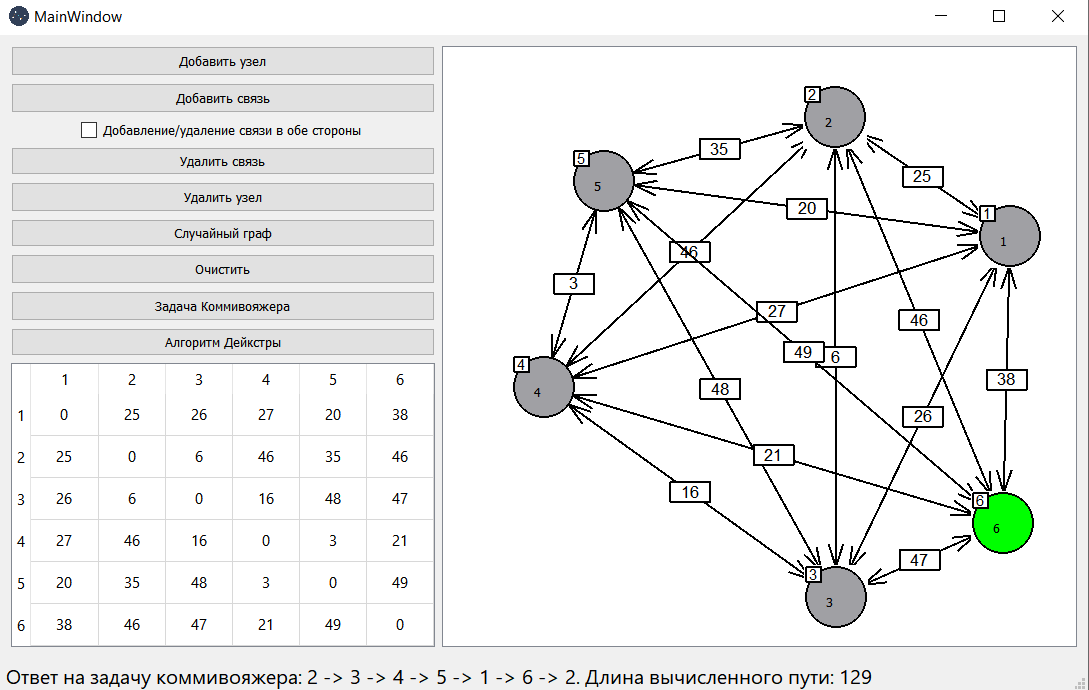 MainWindow
Добавить узел
Добавить связь
Добавление/удаление связи в обе стороны
Удалить связь
Удалить узел
Случайный граф
Очистить
Задача Коммивояжера
Алгоритм Дейкстры
1 2 3 4 5 6
1 0 25 26 27 20 38
2 25 0 6 46 35 46
3 26 6 0 16 48 47
4 27 46 16 0 3 21
5 20 35 48 3 0 49
6 38 46 47 21 49 0
2
2
35
5
5
25
20
1
1
46
3
27
46
49
6
4
4
38
48
26
21
16
6
6
47
3
3
Ответ на задачу коммивояжера: 2 -> 3 -> 4 -> 5 -> 1 -> 6 -> 2. Длина вычисленного пути: 129